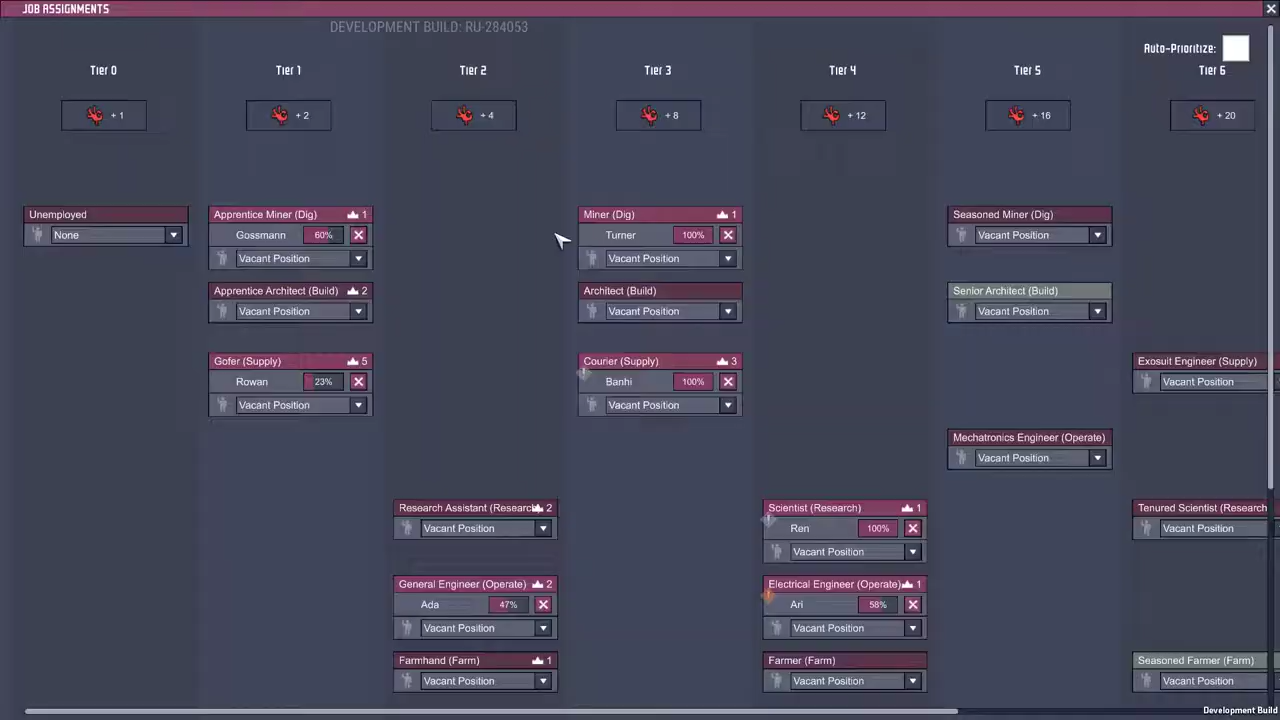 JOB ASSIGNMENTS
DEVELOPMENT BUILD: RU-284053
Auto-Prioritize:
Tier 0 Tier 1 Tier 2 Tier 3 Tier 4 Tier 5 Tier 6
+ 1 + 2 + 4 + 8 + 12 + 16 + 20
Unemployed Apprentice Miner (Dig) 1 Miner (Dig) 1 Seasoned Miner (Dig)
None Gossmann 60% Turner 100% Vacant Position
Vacant Position Vacant Position
Apprentice Architect (Build) 2 Architect (Build) Senior Architect (Build)
Vacant Position Vacant Position Vacant Position
Gofer (Supply) 5 Courier (Supply) 3 Exosuit Engineer (Supply)
Rowan 23% Banhi 100% Vacant Position
Vacant Position Vacant Position
Mechatronics Engineer (Operate)
Vacant Position
Research Assistant (Research 2 Scientist (Research) 1 Tenured Scientist (Research
Vacant Position Ren 100% Vacant Position
Vacant Position
General Engineer (Operate) 2 Electrical Engineer (Operate) 1
Ada 47% Ari 58%
Vacant Position Vacant Position
Farmhand (Farm) 1 Farmer (Farm) Seasoned Farmer (Farm)
Vacant Position Vacant Position Vacant Position
Development Build